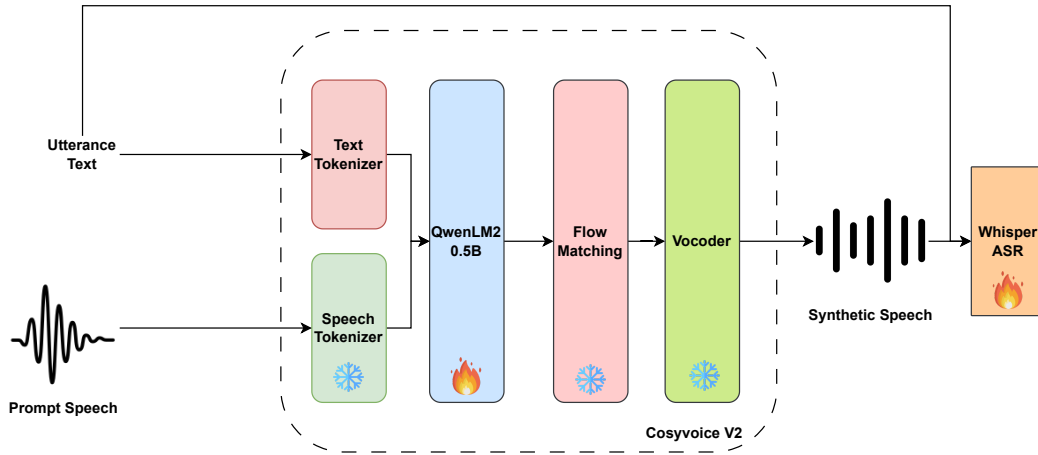 Utterance
Text
Prompt Speech
Text
Tokenizer
Speech
Tokenizer
QwenLM2
0.5B
Flow
Matching
Vocoder
Cosyvoice V2
Synthetic Speech
Whisper
ASR